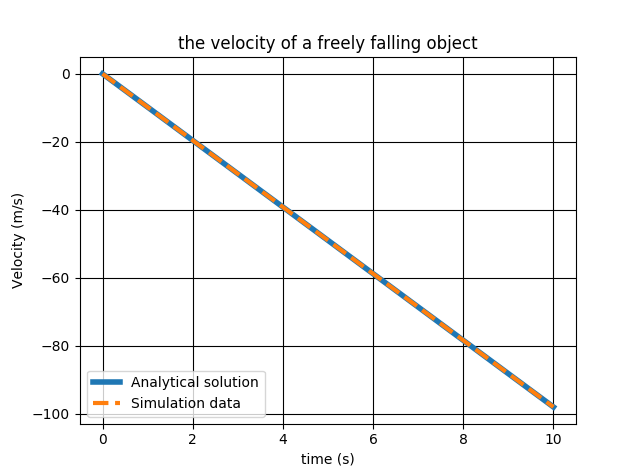 the velocity of a freely falling object
0
−20
−40
−60
−80
−100
Velocity (m/s)
Analytical solution
Simulation data
0 2 4 6 8 10
time (s)